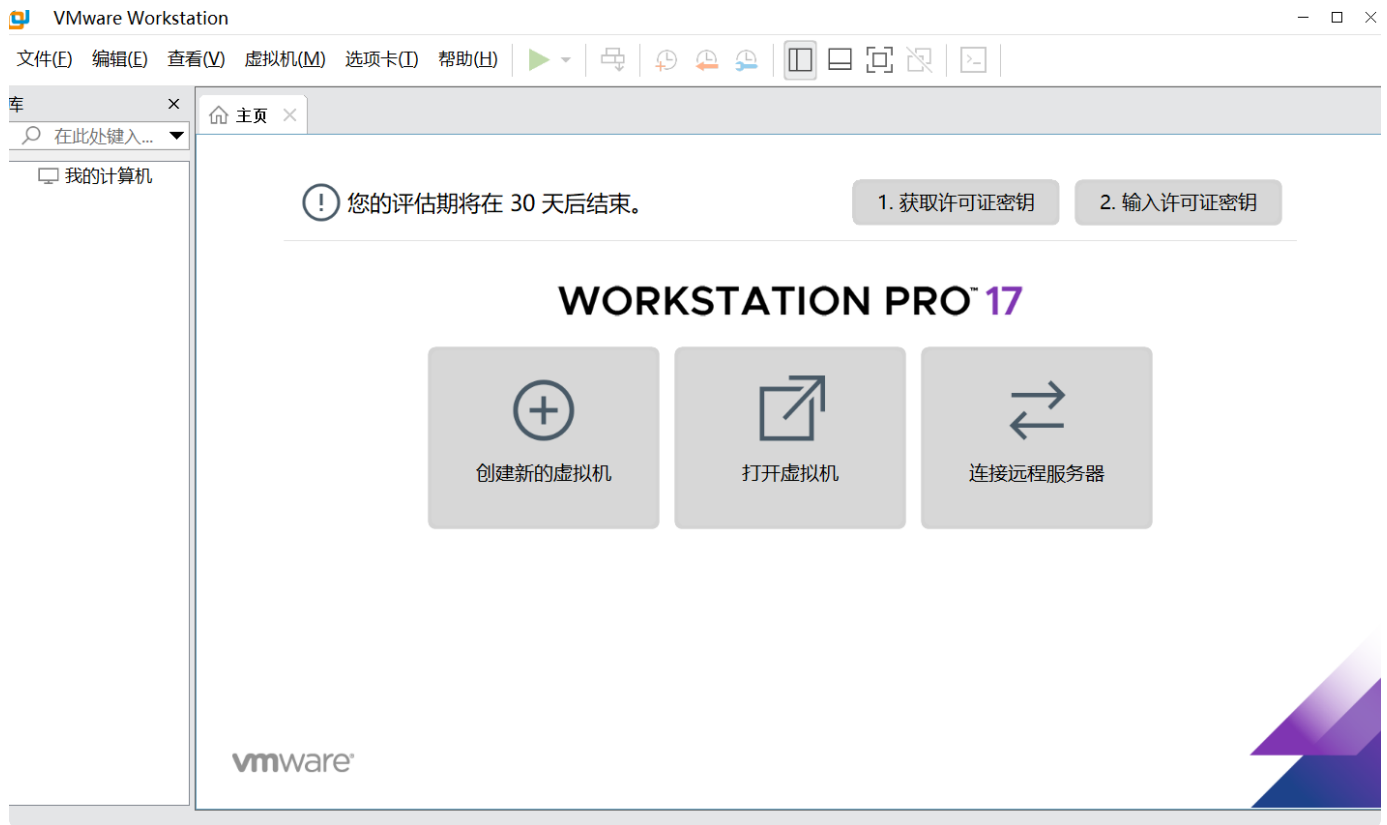 VMware Workstation
文件(F) 编辑(E) 查看(V) 虚拟机(M) 选项卡(T) 帮助(H)
库
主页
在此处键入...
我的计算机
您的评估期将在 30 天后结束。
1. 获取许可证密钥
2. 输入许可证密钥
WORKSTATION PRO™ 17
创建新的虚拟机
打开虚拟机
连接远程服务器
vmware®